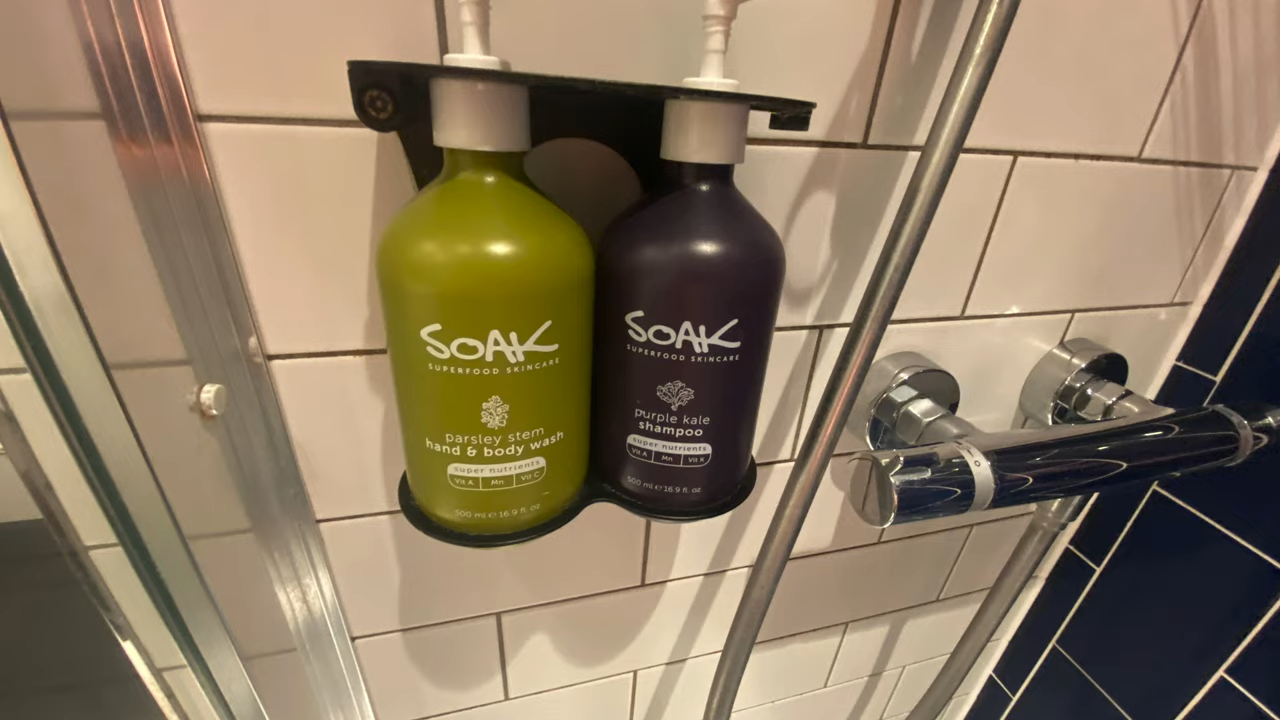 SOAK
SUPERFOOD SKINCARE
parsley stem
hand & body wash
super nutrients
Vit A Mn Vit C
500 ml e 16.9 fl. oz
SOAK
SUPERFOOD SKINCARE
purple kale
shampoo
super nutrients
Vit A Mn Vit K
500 ml e 16.9 fl. oz